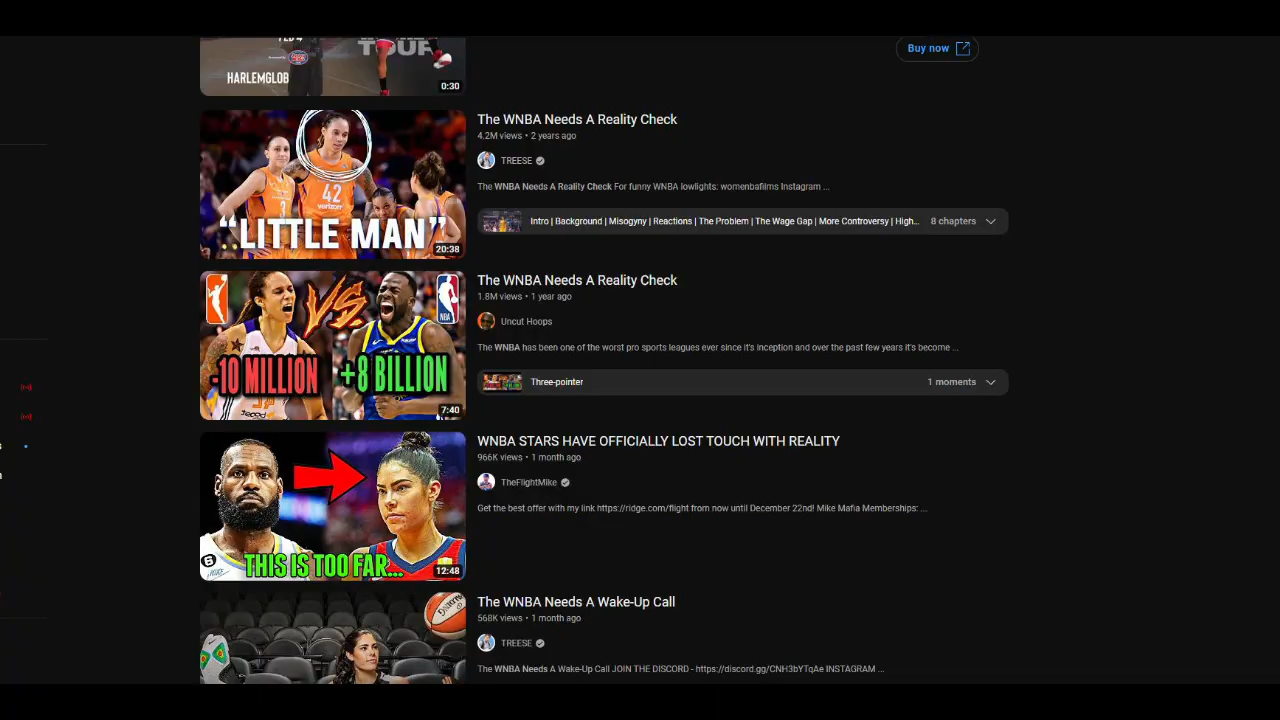 TOUR
HARLEMGLOB
0:30
Buy now
The WNBA Needs A Reality Check
4.2M views • 2 years ago
TREESE
The WNBA Needs A Reality Check For funny WNBA lowlights: womenbafilms Instagram ...
Intro | Background | Misogyny | Reactions | The Problem | The Wage Gap | More Controversy | High... 8 chapters
3
42
verizon
“LITTLE MAN”
20:38
The WNBA Needs A Reality Check
1.8M views • 1 year ago
Uncut Hoops
The WNBA has been one of the worst pro sports leagues ever since it's inception and over the past few years it's become ...
Three-pointer 1 moments
VS.
NBA
-10 MILLION
+8 BILLION
7:40
WNBA STARS HAVE OFFICIALLY LOST TOUCH WITH REALITY
966K views • 1 month ago
TheFlightMike
Get the best offer with my link https://ridge.com/flight from now until December 22nd! Mike Mafia Memberships: ...
6
THIS IS TOO FAR...
12:48
The WNBA Needs A Wake-Up Call
568K views • 1 month ago
TREESE
The WNBA Needs A Wake-Up Call JOIN THE DISCORD - https://discord.gg/CNH3bYTqAe INSTAGRAM ...